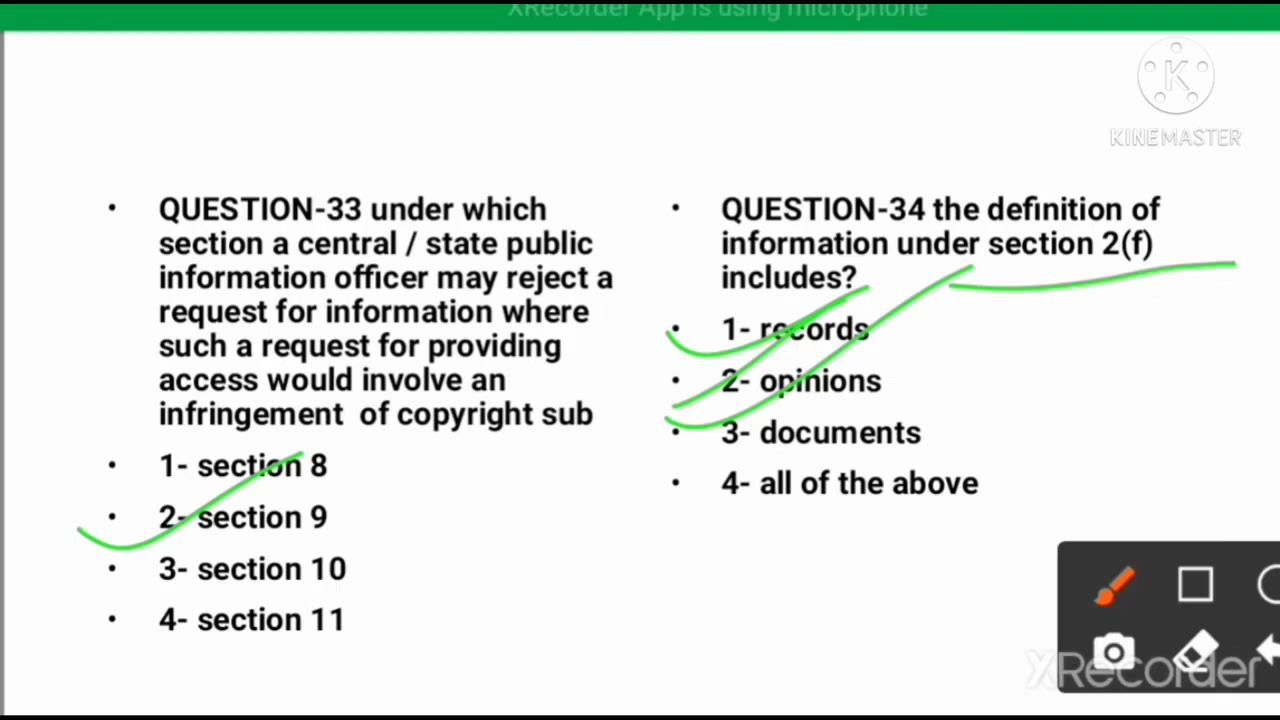 XRecorder App is using microphone
KINEMASTER
QUESTION-33 under which
section a central / state public
information officer may reject a
request for information where
such a request for providing
access would involve an
infringement of copyright sub
1- section 8
2- section 9
3- section 10
4- section 11
QUESTION-34 the definition of
information under section 2(f)
includes?
1- records
2- opinions
3- documents
4- all of the above
XRecorder